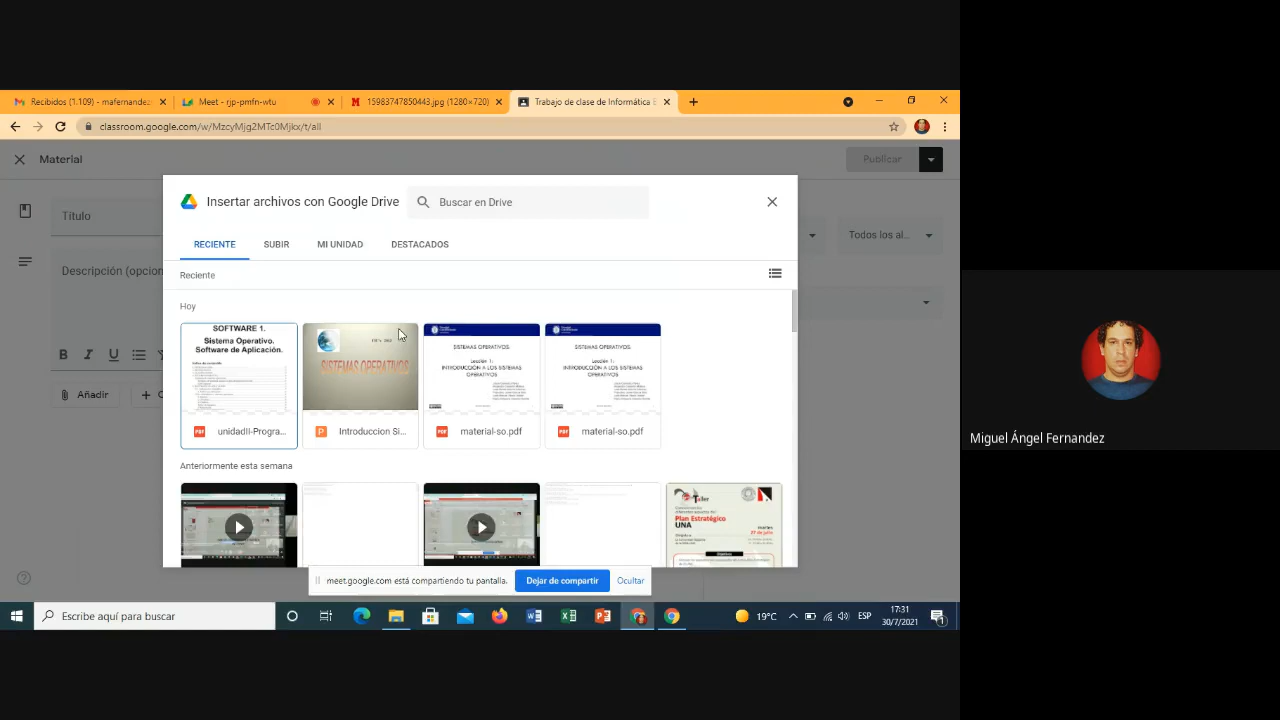 Recibidos (1.109) - mafernandez
Meet - rjp-pmfn-wtu
15983747850443.jpg (1280×720)
Trabajo de clase de Informática E
classroom.google.com/w/MzcyMjg2MTc0Mjkx/t/all
Material
Publicar
Título
Descripción (opcion
Todos los al...
Añadir
Insertar archivos con Google Drive
Buscar en Drive
RECIENTE
SUBIR
MI UNIDAD
DESTACADOS
Reciente
Hoy
SOFTWARE 1.
Sistema Operativo.
Software de Aplicación.
unidadII-Progra...
SISTEMAS OPERATIVOS
Introduccion Si...
SISTEMAS OPERATIVOS
Lección 1:
INTRODUCCIÓN A LOS SISTEMAS
OPERATIVOS
material-so.pdf
SISTEMAS OPERATIVOS
Lección 1:
INTRODUCCIÓN A LOS SISTEMAS
OPERATIVOS
material-so.pdf
Anteriormente esta semana
Plan Estratégico
UNA
meet.google.com está compartiendo tu pantalla.
Dejar de compartir
Ocultar
Escribe aquí para buscar
19°C
ESP
17:31
30/7/2021
Miguel Ángel Fernandez